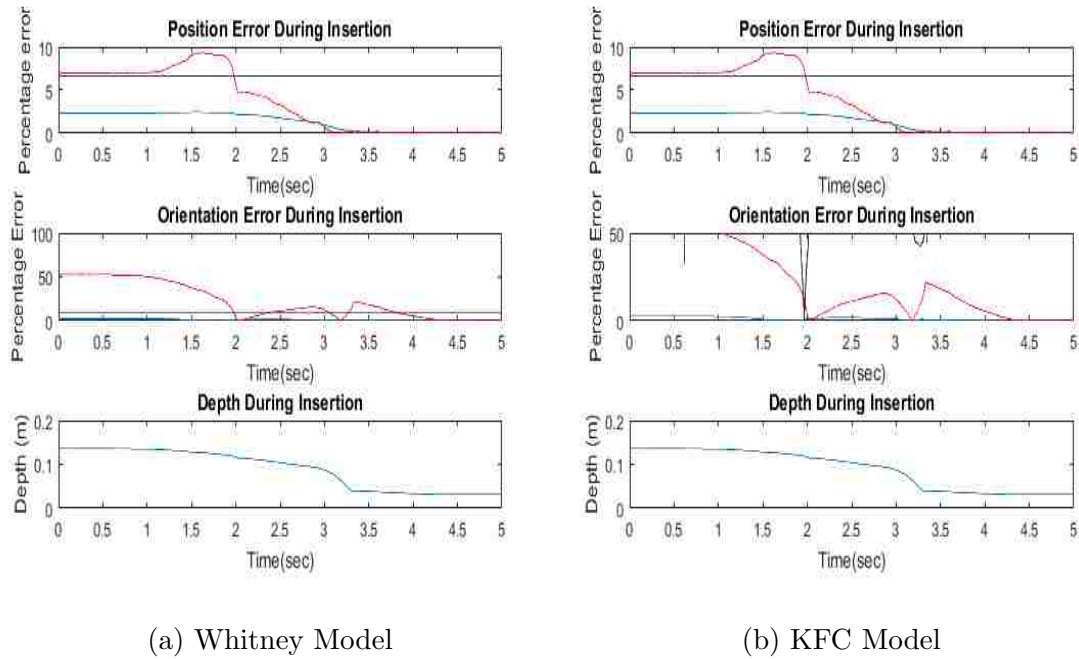 Position Error During Insertion
Percentage error
10
5
0
0 0.5 1 1.5 2 2.5 3 3.5 4 4.5 5
Time(sec)
Orientation Error During Insertion
Percentage Error
100
50
0
0 0.5 1 1.5 2 2.5 3 3.5 4 4.5 5
Time(sec)
Depth During Insertion
Depth (m)
0.2
0.1
0
0 0.5 1 1.5 2 2.5 3 3.5 4 4.5 5
Time(sec)
(a) Whitney Model
Position Error During Insertion
Percentage error
10
5
0
0 0.5 1 1.5 2 2.5 3 3.5 4 4.5 5
Time(sec)
Orientation Error During Insertion
Percentage Error
50
0
0 0.5 1 1.5 2 2.5 3 3.5 4 4.5 5
Time(sec)
Depth During Insertion
Depth (m)
0.2
0.1
0
0 0.5 1 1.5 2 2.5 3 3.5 4 4.5 5
Time(sec)
(b) KFC Model